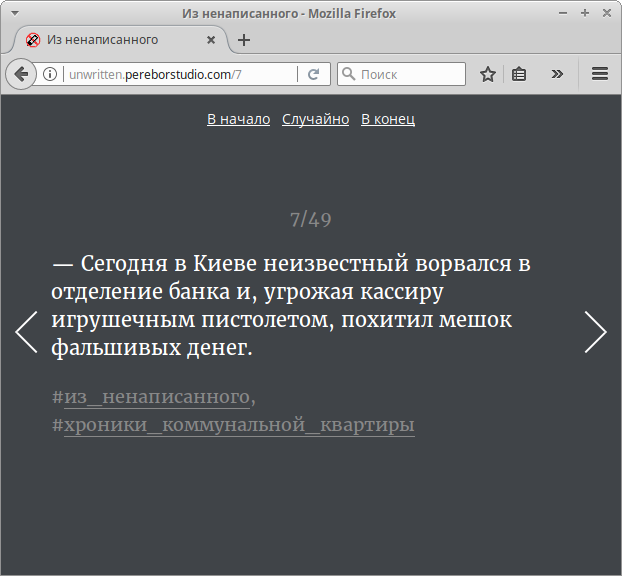 Из ненаписанного - Mozilla Firefox
Из ненаписанного
unwritten.pereborstudio.com/7
Поиск
В начало Случайно В конец
7/49
— Сегодня в Киеве неизвестный ворвался в
отделение банка и, угрожая кассиру
игрушечным пистолетом, похитил мешок
фальшивых денег.
#из_ненаписанного,
#хроники_коммунальной_квартиры